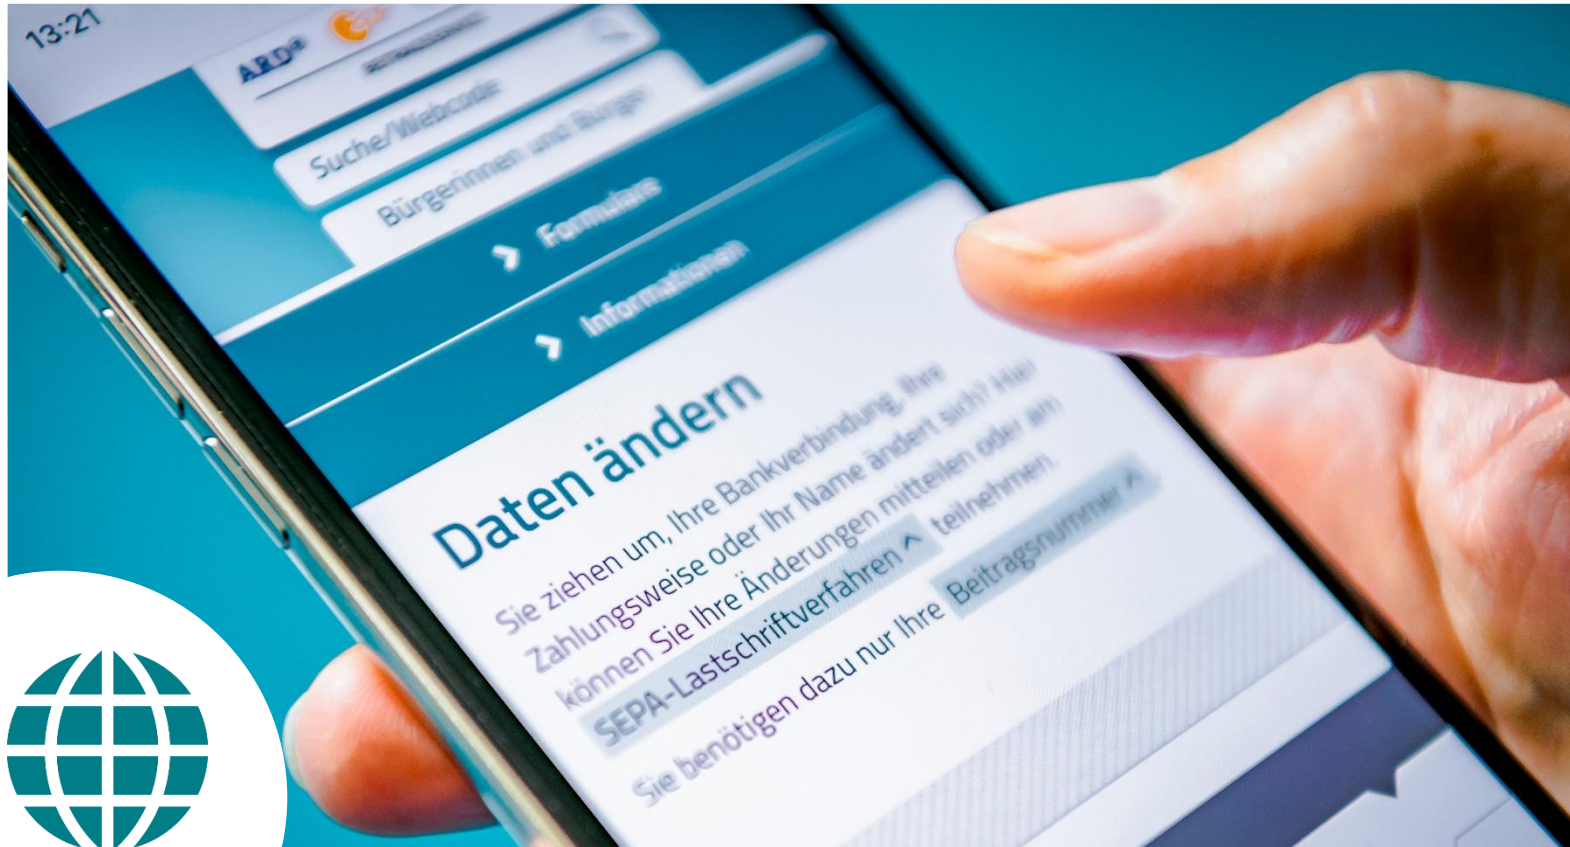 13:21
ARD®
Suche/Webcode
Bürgerinnen und Bürger
Formulare
Informationen
Daten ändern
Sie ziehen um, Ihre Bankverbindung, Ihre
Zahlungsweise oder Ihr Name ändert sich? Hier
können Sie Ihre Änderungen mitteilen oder am
SEPA-Lastschriftverfahren ^ teilnehmen.
Sie benötigen dazu nur Ihre Beitragsnummer ^